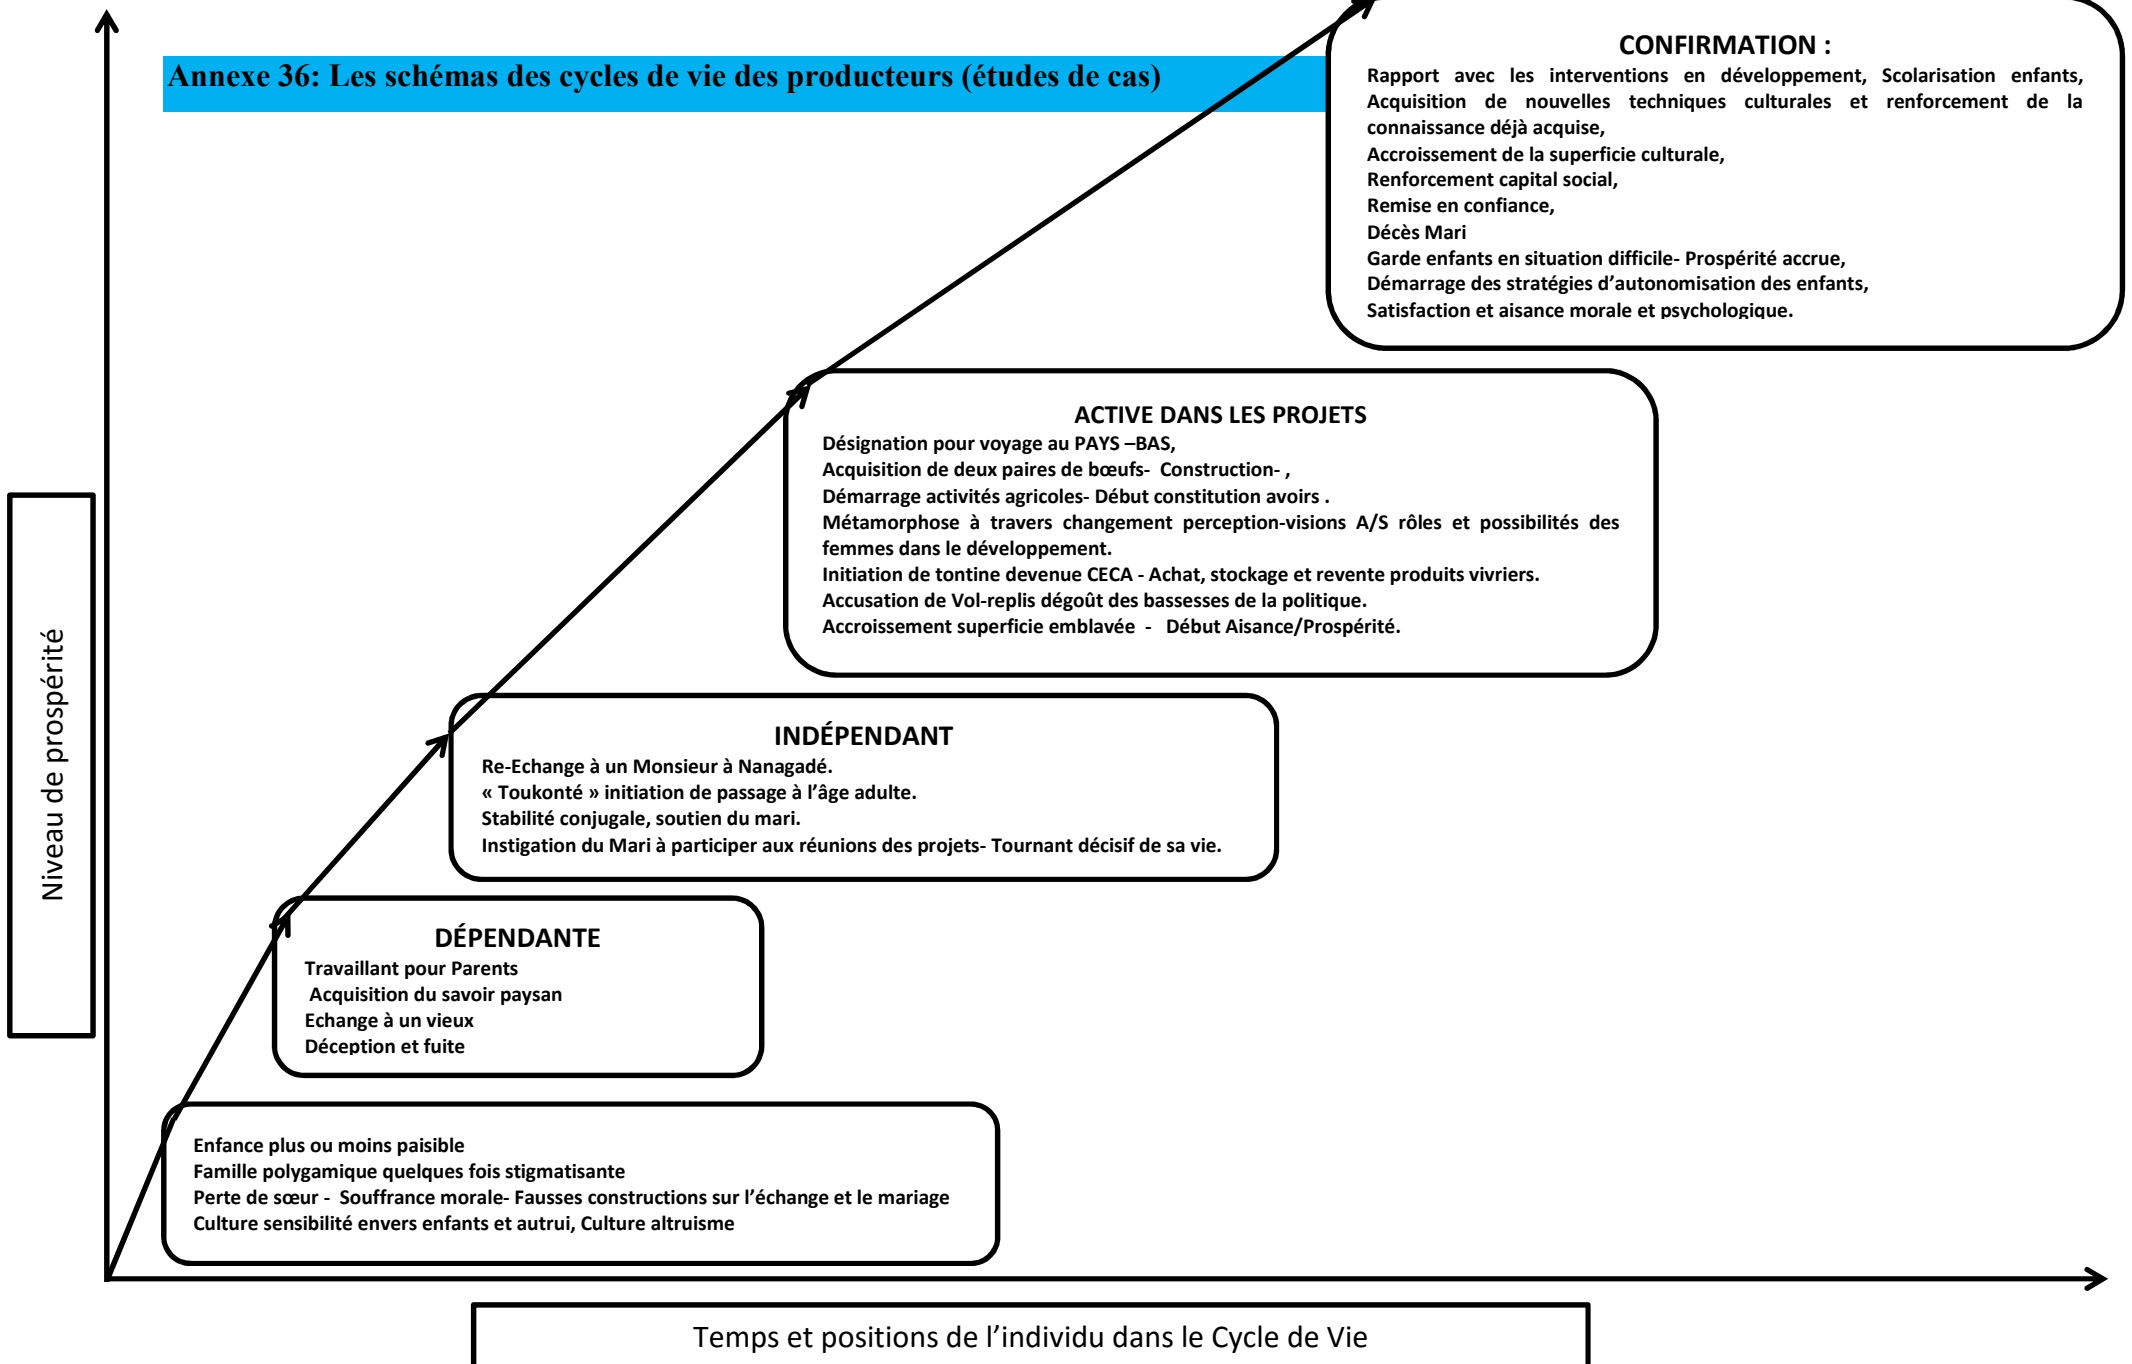 Annexe 36: Les schémas des cycles de vie des producteurs (études de cas)
CONFIRMATION :
Rapport avec les interventions en développement, Scolarisation enfants,
Acquisition de nouvelles techniques culturales et renforcement de la
connaissance déjà acquise,
Accroissement de la superficie culturale,
Renforcement capital social,
Remise en confiance,
Décès Mari
Garde enfants en situation difficile- Prospérité accrue,
Démarrage des stratégies d’autonomisation des enfants,
Satisfaction et aisance morale et psychologique.
ACTIVE DANS LES PROJETS
Désignation pour voyage au PAYS –BAS,
Acquisition de deux paires de bœufs- Construction- ,
Démarrage activités agricoles- Début constitution avoirs .
Métamorphose à travers changement perception-visions A/S rôles et possibilités des
femmes dans le développement.
Initiation de tontine devenue CECA - Achat, stockage et revente produits vivriers.
Accusation de Vol-replis dégoût des bassesses de la politique.
Accroissement superficie emblavée - Début Aisance/Prospérité.
INDÉPENDANT
Re-Echange à un Monsieur à Nanagadé.
« Toukonté » initiation de passage à l’âge adulte.
Stabilité conjugale, soutien du mari.
Instigation du Mari à participer aux réunions des projets- Tournant décisif de sa vie.
Niveau de prospérité
DÉPENDANTE
Travaillant pour Parents
Acquisition du savoir paysan
Echange à un vieux
Déception et fuite
Enfance plus ou moins paisible
Famille polygamique quelques fois stigmatisante
Perte de sœur - Souffrance morale- Fausses constructions sur l’échange et le mariage
Culture sensibilité envers enfants et autrui, Culture altruisme
Temps et positions de l’individu dans le Cycle de Vie